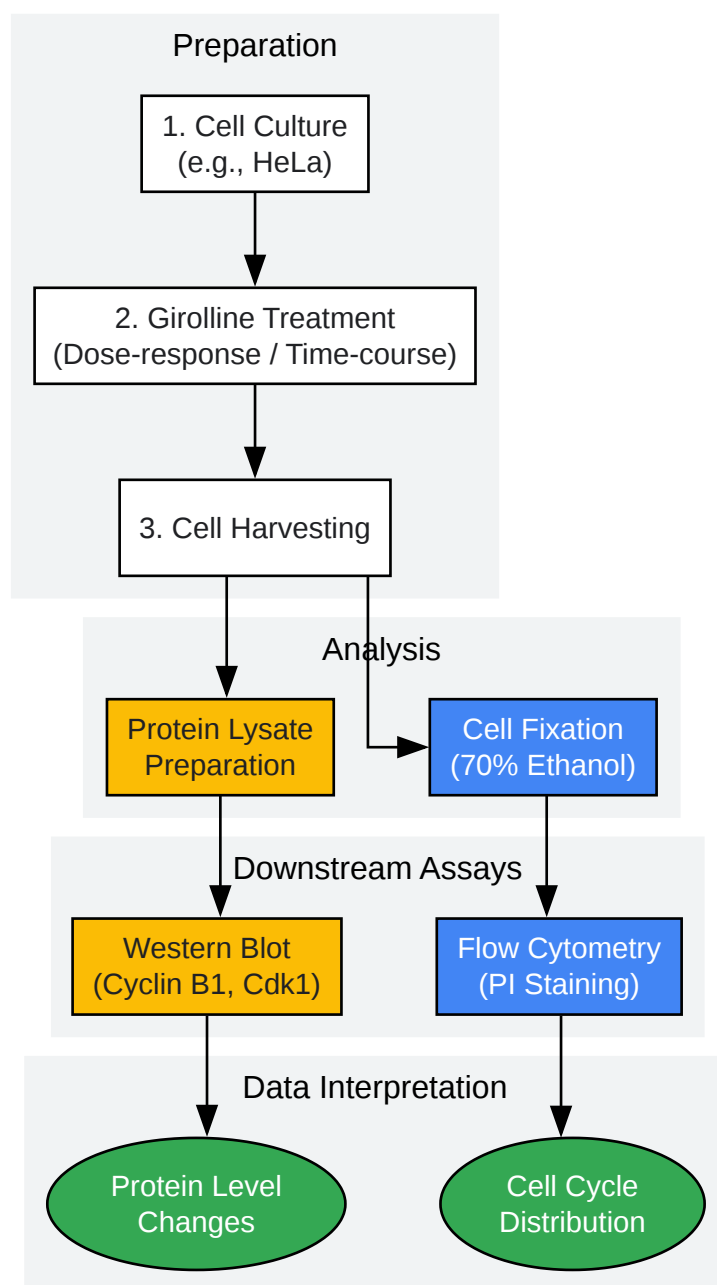 Preparation
1. Cell Culture
(e.g., HeLa)
2. Girolline Treatment
(Dose-response / Time-course)
3. Cell Harvesting
Analysis
Protein Lysate
Preparation
Cell Fixation
(70% Ethanol)
Downstream Assays
Western Blot
(Cyclin B1, Cdk1)
Flow Cytometry
(PI Staining)
Data Interpretation
Protein Level
Changes
Cell Cycle
Distribution